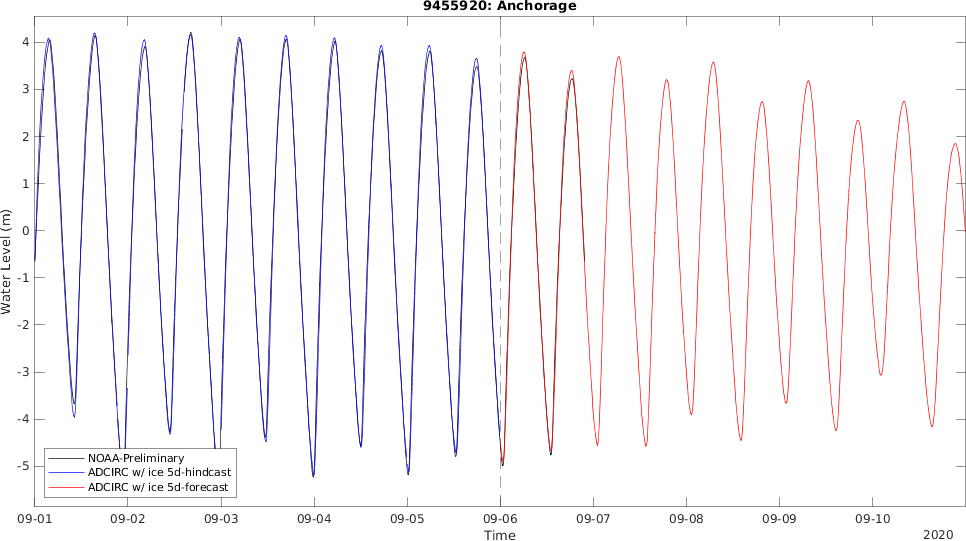 9455920: Anchorage
4
3
2
1
0
-1
-2
-3
-4
-5
Water Level (m)
NOAA-Preliminary
ADCIRC w/ ice 5d-hindcast
ADCIRC w/ ice 5d-forecast
09-01 09-02 09-03 09-04 09-05 09-06 09-07 09-08 09-09 09-10
Time
2020